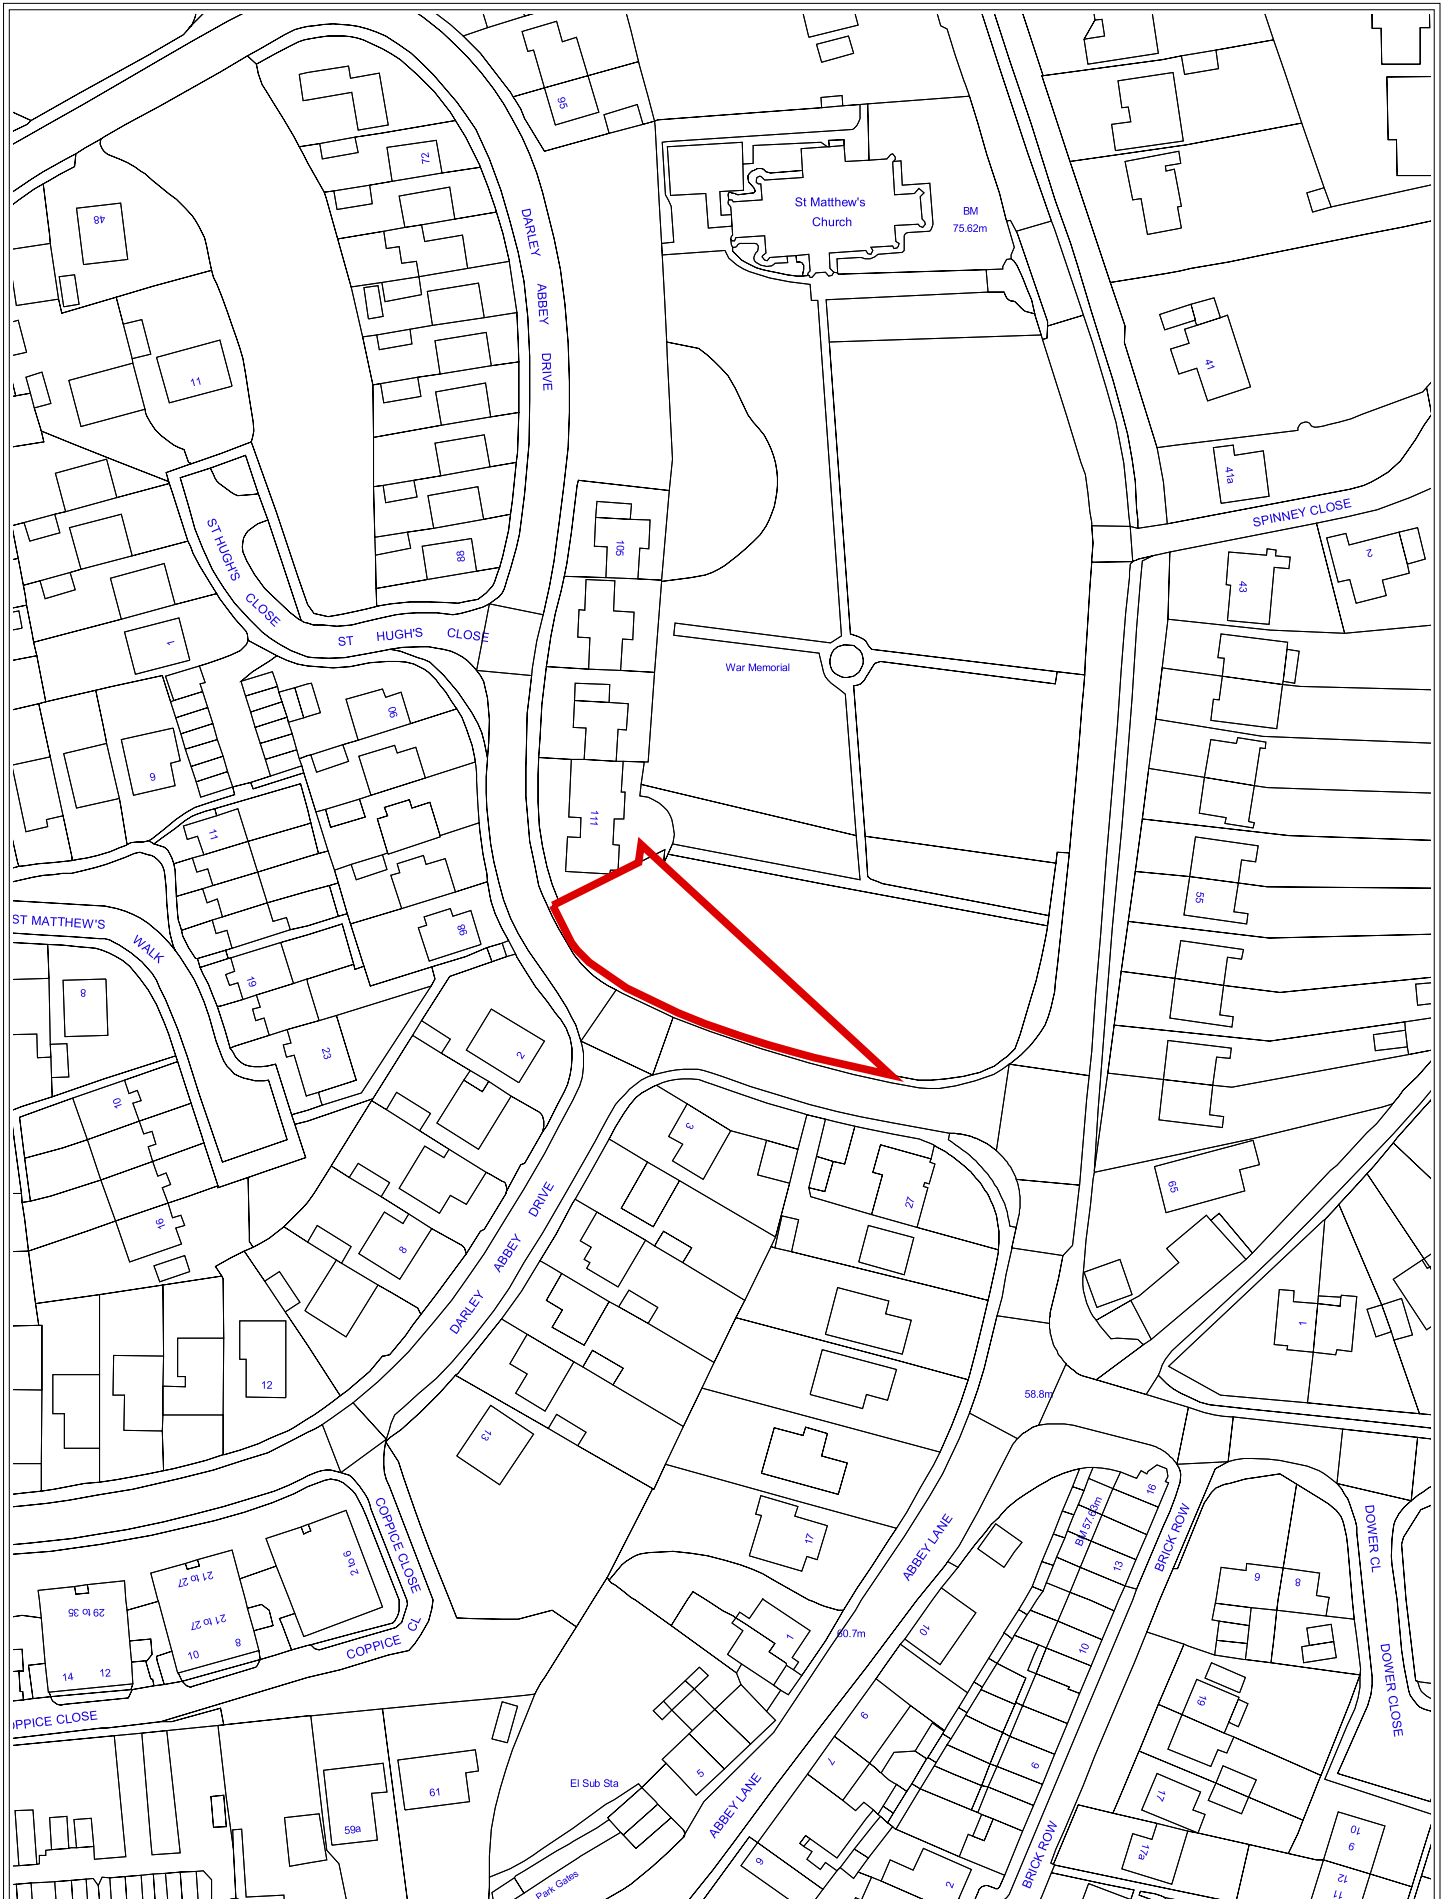 95
72
48
DARLEY ABBEY DRIVE
St Matthew's
Church
BM
75.62m
11
41
41a
SPINNEY CLOSE
ST HUGH'S CLOSE
105
88
43
2
1
ST HUGH'S CLOSE
War Memorial
90
9
11
111
55
ST MATTHEW'S WALK
98
19
8
23
2
10
3
16
8
27
65
DARLEY ABBEY DRIVE
1
12
58.8m
13
COPPICE CLOSE
17
16
BM 57.63m
ABBEY LANE
BRICK ROW
13
DOWER CL
2 to 6
21 to 27
29 to 35
21 to 27
10
8
14
12
COPPICE CL
1
60.7m
10
10
6
8
DOWER CLOSE
OPPICE CLOSE
19
9
7
5
6
El Sub Sta
61
59a
ABBEY LANE
17
17a
BRICK ROW
10
9
12
11
9
2
Park Gates